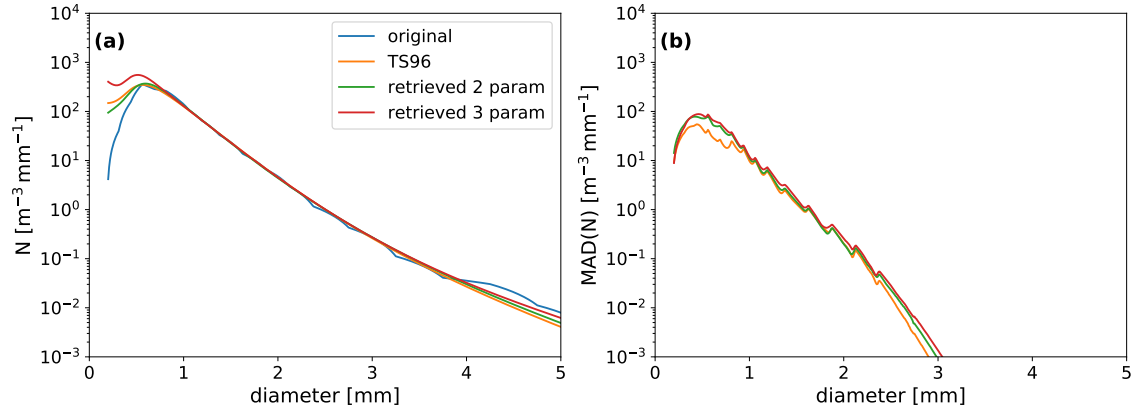 (a)
original
TS96
retrieved 2 param
retrieved 3 param
N [m⁻³ mm⁻¹]
10⁴
10³
10²
10¹
10⁰
10⁻¹
10⁻²
10⁻³
0 1 2 3 4 5
diameter [mm]
(b)
MAD(N) [m⁻³ mm⁻¹]
10⁴
10³
10²
10¹
10⁰
10⁻¹
10⁻²
10⁻³
0 1 2 3 4 5
diameter [mm]